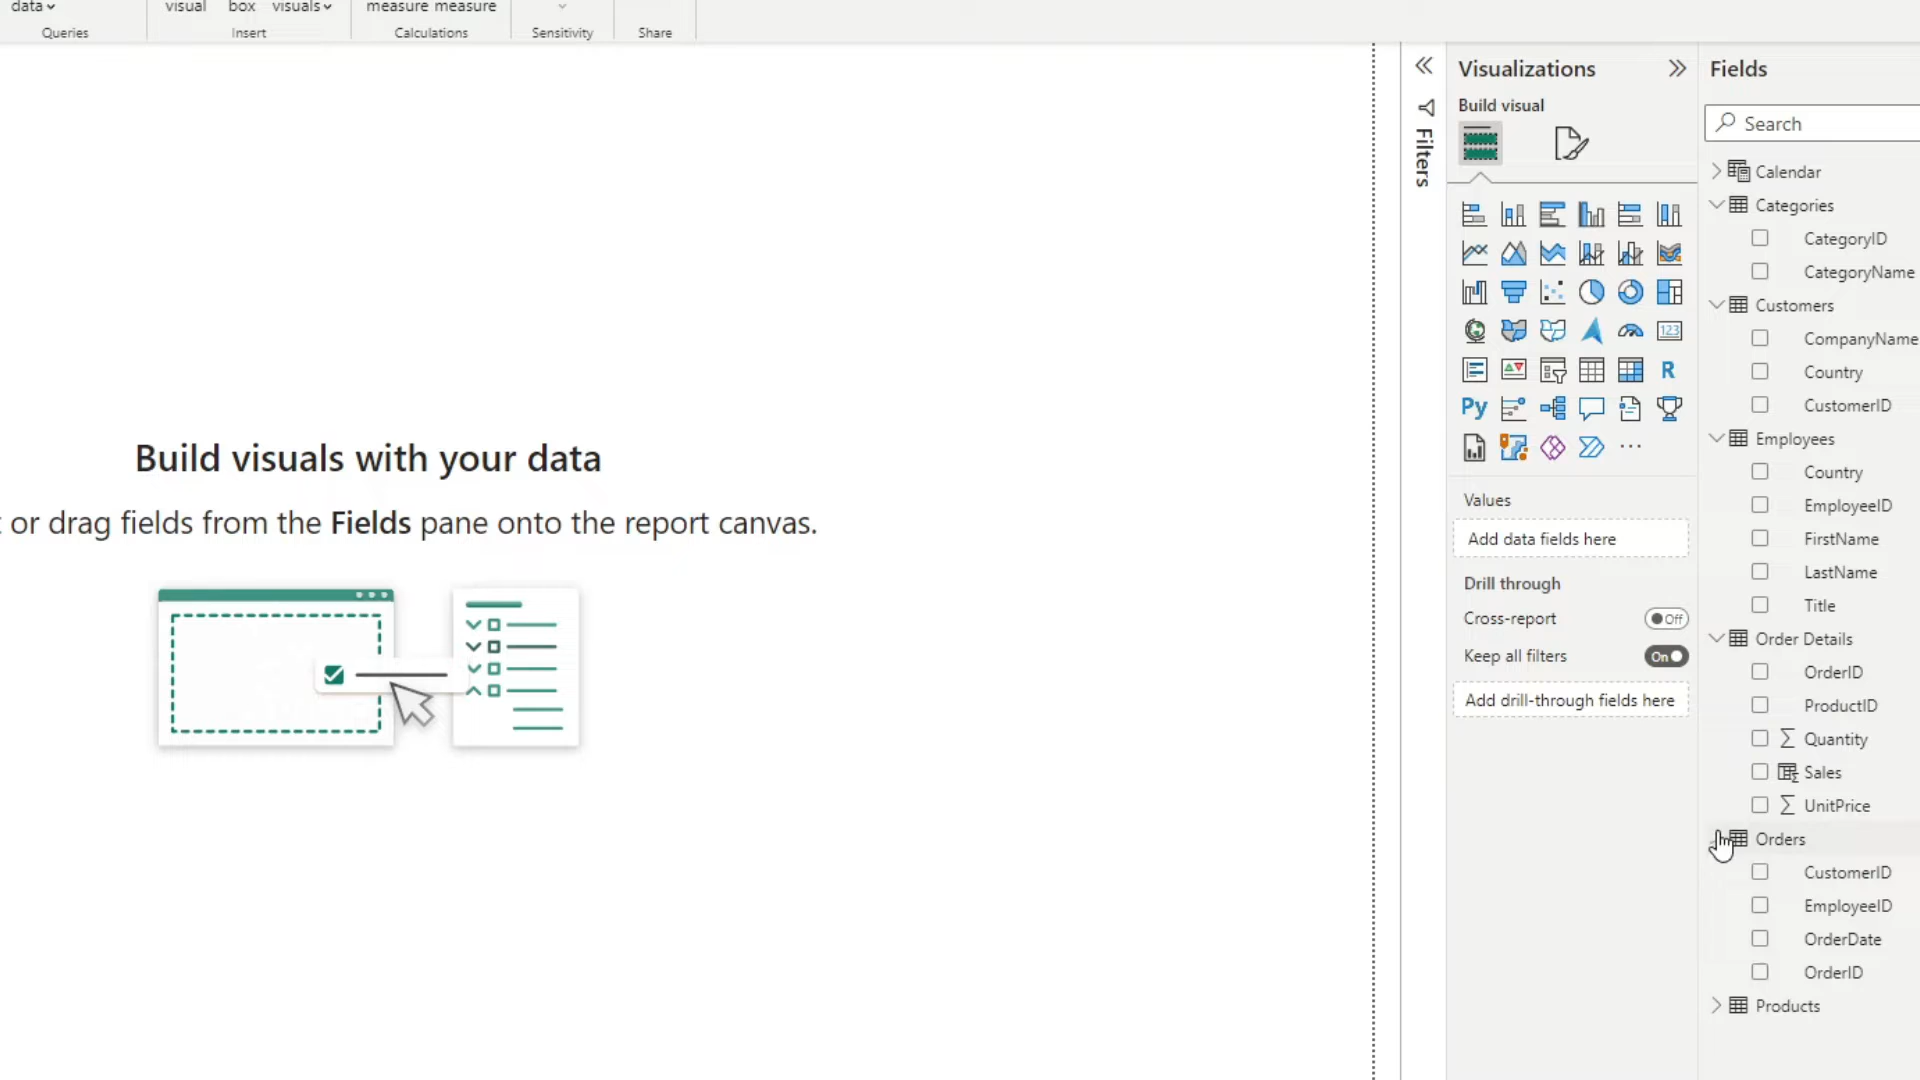 data
visual box visuals
measure measure
Queries
Insert
Calculations
Sensitivity
Share
Build visuals with your data
t or drag fields from the Fields pane onto the report canvas.
Filters
Visualizations
Build visual
123
R
Py
Values
Add data fields here
Drill through
Cross-report
Off
Keep all filters
On
Add drill-through fields here
Fields
Search
Calendar
Categories
CategoryID
CategoryName
Customers
CompanyName
Country
CustomerID
Employees
Country
EmployeeID
FirstName
LastName
Title
Order Details
OrderID
ProductID
Quantity
Sales
UnitPrice
Orders
CustomerID
EmployeeID
OrderDate
OrderID
Products